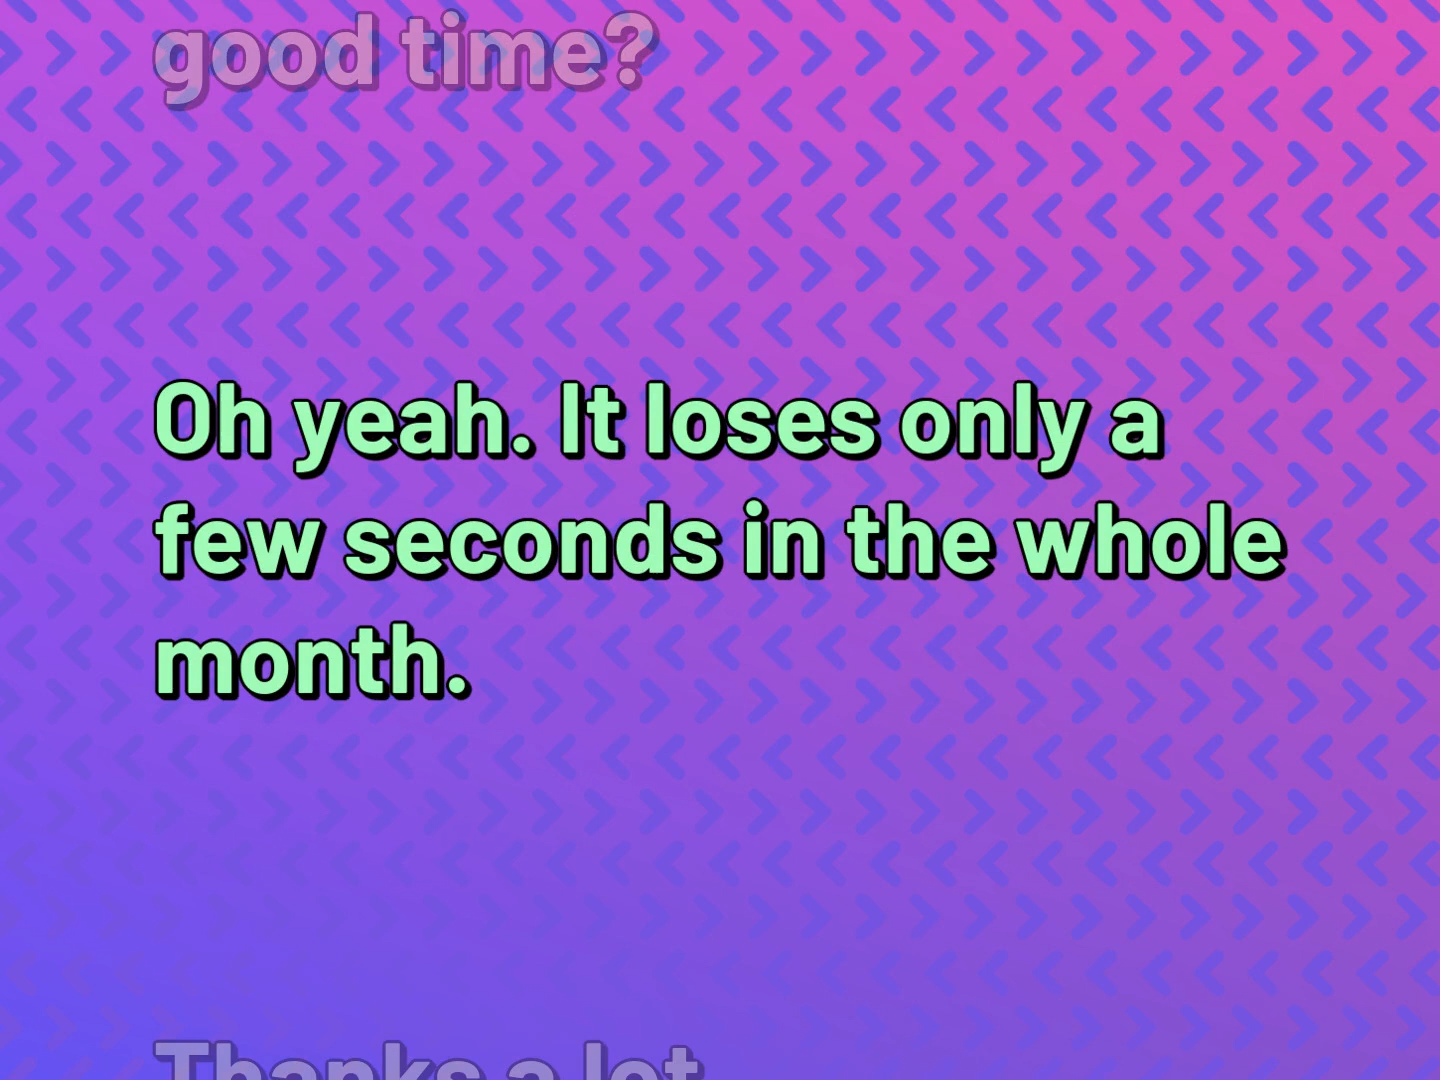 good time?
Oh yeah. It loses only a
few seconds in the whole
month.
Thanks a lot